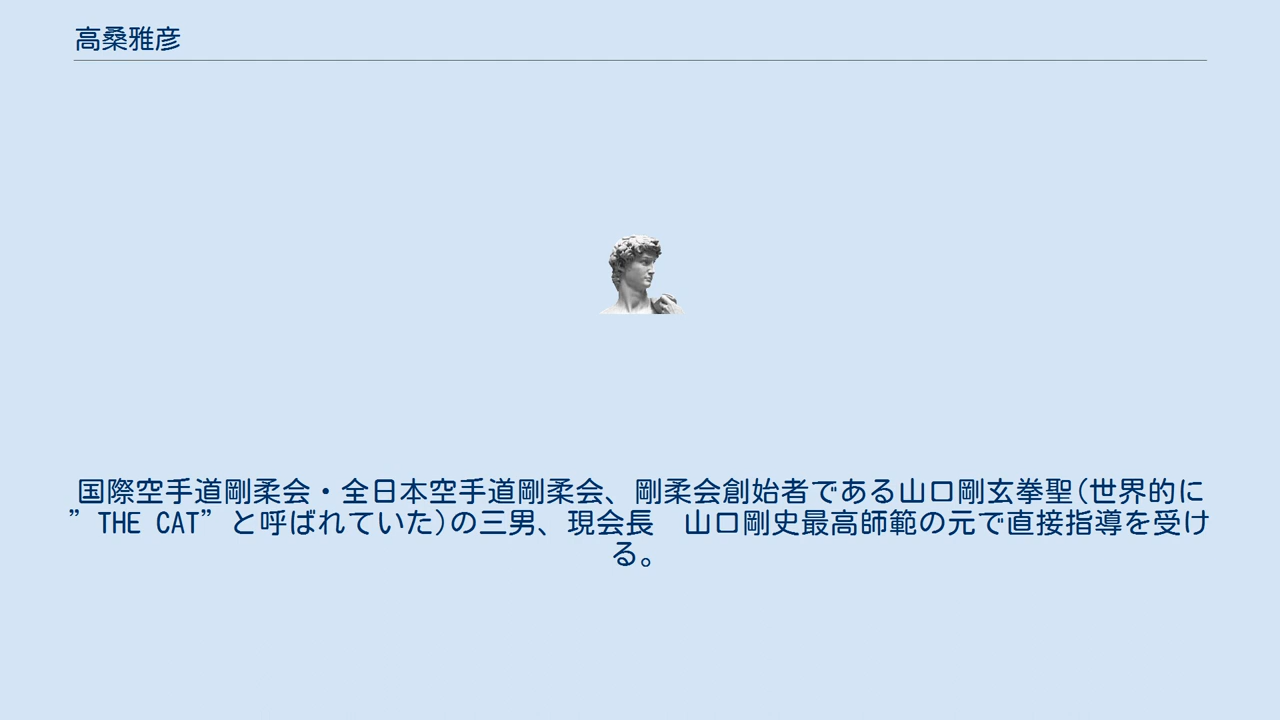 高桑雅彦
国際空手道剛柔会・全日本空手道剛柔会、剛柔会創始者である山口剛玄拳聖(世界的に
”THE CAT”と呼ばれていた)の三男、現会長　山口剛史最高師範の元で直接指導を受け
る。